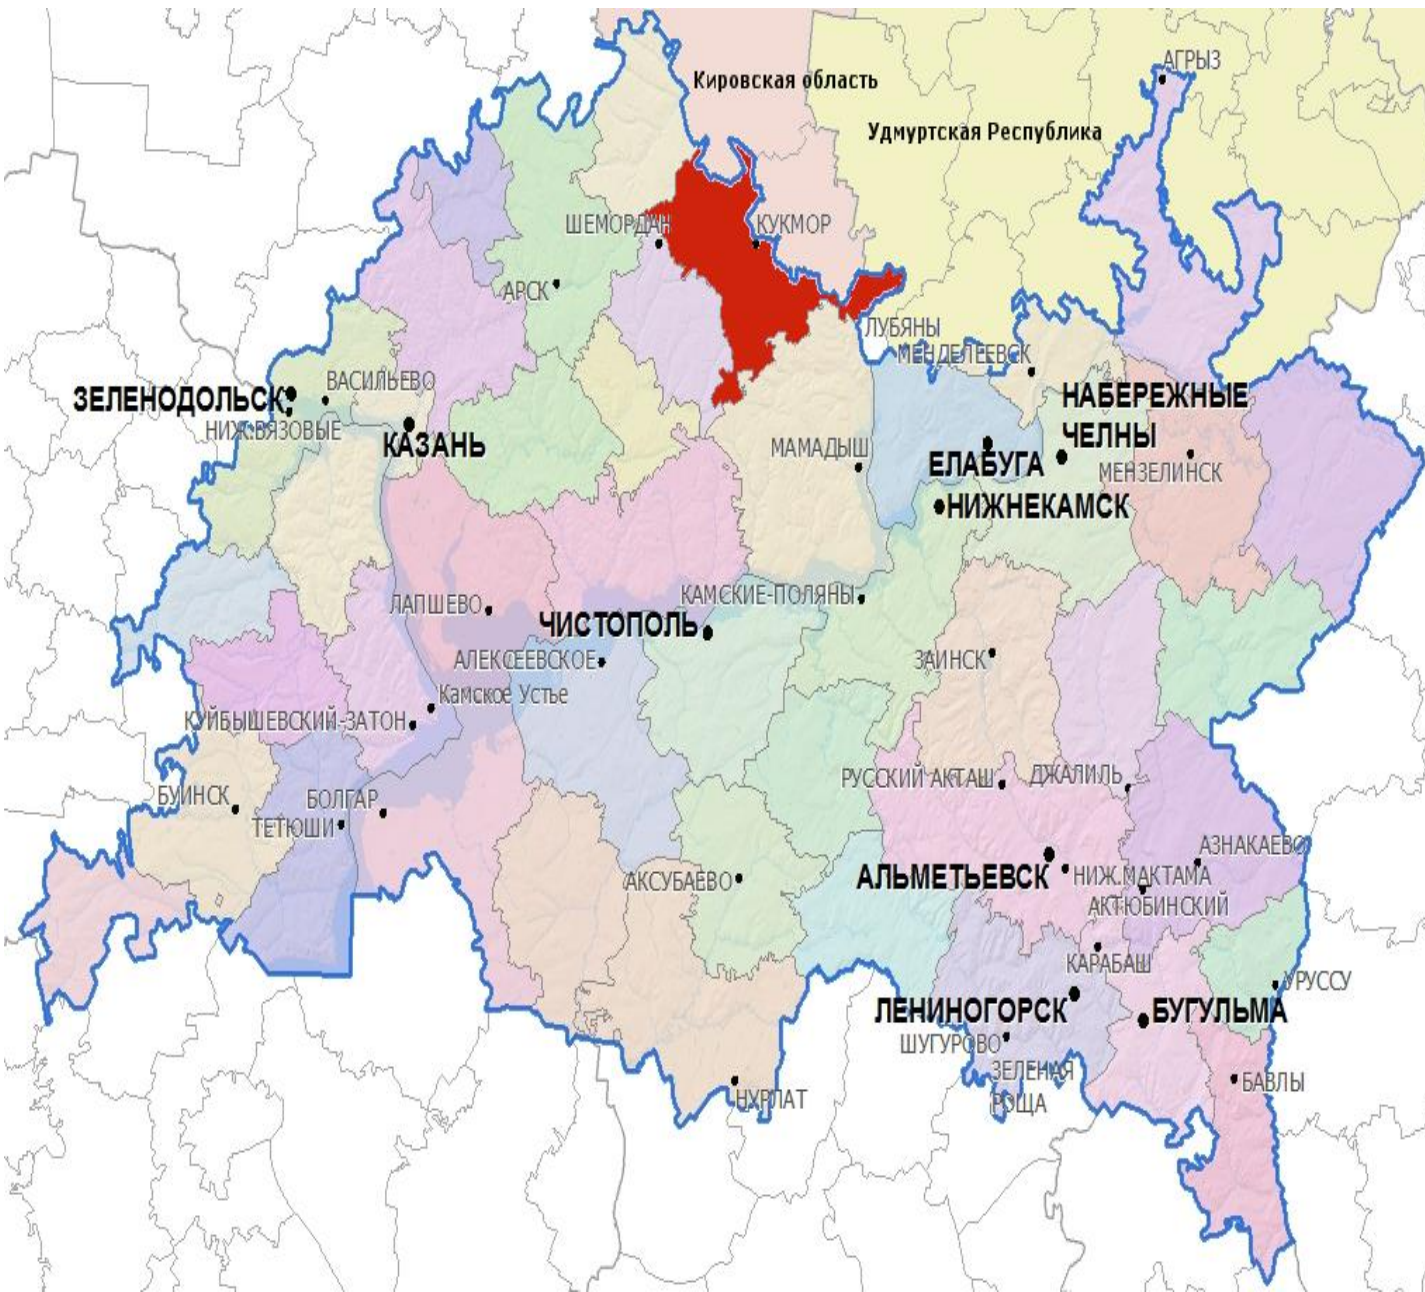 АГРЫЗ
Кировская область
Удмуртская Республика
ШЕМОРДАН
КУКМОР
АРСК
ЛУБЯНЫ
МЕНДЕЛЕЕВСК
ВАСИЛЬЕВО
ЗЕЛЕНОДОЛЬСК
НИЖ.ВЯЗОВЫЕ
КАЗАНЬ
НАБЕРЕЖНЫЕ
ЧЕЛНЫ
МАМАДЫШ
ЕЛАБУГА
МЕНЗЕЛИНСК
НИЖНЕКАМСК
ЛАПШЕВО
КАМСКИЕ-ПОЛЯНЫ
ЧИСТОПОЛЬ
АЛЕКСЕЕВСКОЕ
ЗАИНСК
Камское Устье
КУЙБЫШЕВСКИЙ-ЗАТОН
РУССКИЙ АКТАШ
ДЖАЛИЛЬ
БУИНСК
БОЛГАР
ТЕТЮШИ
АЗНАКАЕВО
АКСУБАЕВО
АЛЬМЕТЬЕВСК
НИЖ.МАКТАМА
АКТЮБИНСКИЙ
КАРАБАШ
УРУССУ
ЛЕНИНОГОРСК
БУГУЛЬМА
ШУГУРОВО
ЗЕЛЕНАЯ
РОЩА
БАВЛЫ
НУРЛАТ